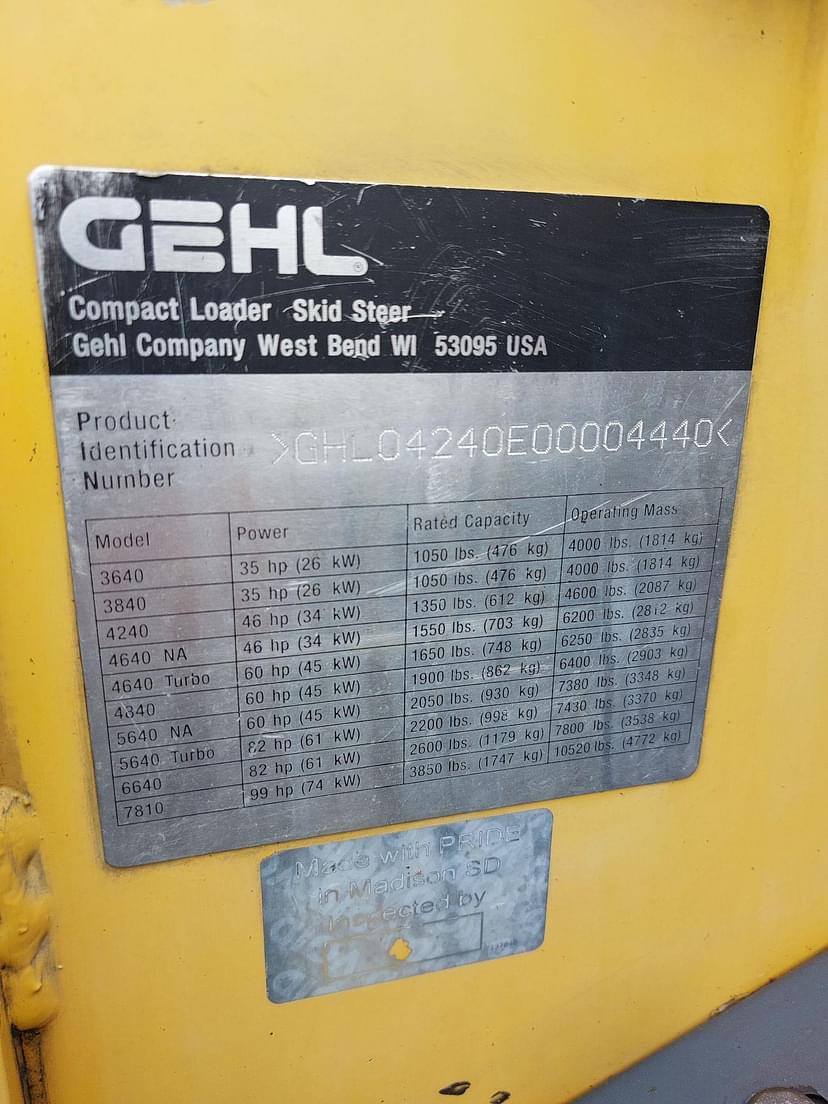 GEHL
Compact Loader Skid Steer
Gehl Company West Bend WI 53095 USA
Product
Identification
Number
>GHL04240E00004440<
Model Power Rated Capacity Operating Mass
3640 35 hp (26 kW) 1050 lbs. (476 kg) 4000 lbs. (1814 kg)
3840 35 hp (26 kW) 1050 lbs. (476 kg) 4000 lbs. (1814 kg)
4240 46 hp (34 kW) 1350 lbs. (612 kg) 4600 lbs. (2087 kg)
4640 NA 46 hp (34 kW) 1550 lbs. (703 kg) 6200 lbs. (2812 kg)
4640 Turbo 60 hp (45 kW) 1650 lbs. (748 kg) 6250 lbs. (2835 kg)
4840 60 hp (45 kW) 1900 lbs. (862 kg) 6400 lbs. (2903 kg)
5640 NA 60 hp (45 kW) 2050 lbs. (930 kg) 7380 lbs. (3348 kg)
5640 Turbo 82 hp (61 kW) 2200 lbs. (998 kg) 7430 lbs. (3370 kg)
6640 82 hp (61 kW) 2600 lbs. (1179 kg) 7800 lbs. (3538 kg)
7810 99 hp (74 kW) 3850 lbs. (1747 kg) 10520 lbs. (4772 kg)
Made with PRIDE
in Madison SD
Inspected by